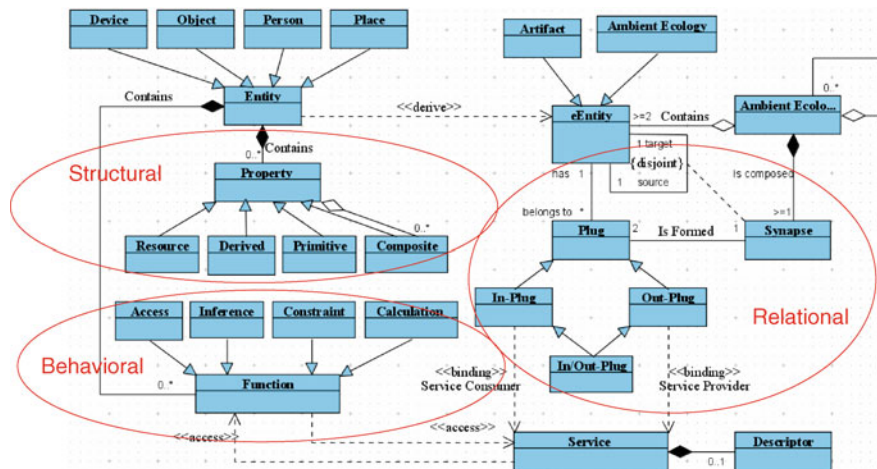 Device Object Person Place
Artifact Ambient Ecology
Contains Entity
<<derive>>
eEntity >=2 Contains Ambient Ecolo...
0..*
Contains
0..*
1 target
{disjoint}
Structural
Property
has 1 1 source
is composed
0..*
belongs to *
>=1
Resource Derived Primitive Composite
Plug 2 Is Formed 1 Synapse
Access Inference Constraint Calculation
In-Plug Out-Plug
Relational
Behavioral
<<binding>>
Service Consumer
In/Out-Plug
<<binding>>
Service Provider
0..* Function
<<access>> <<access>>
Service 0..1 Descriptor